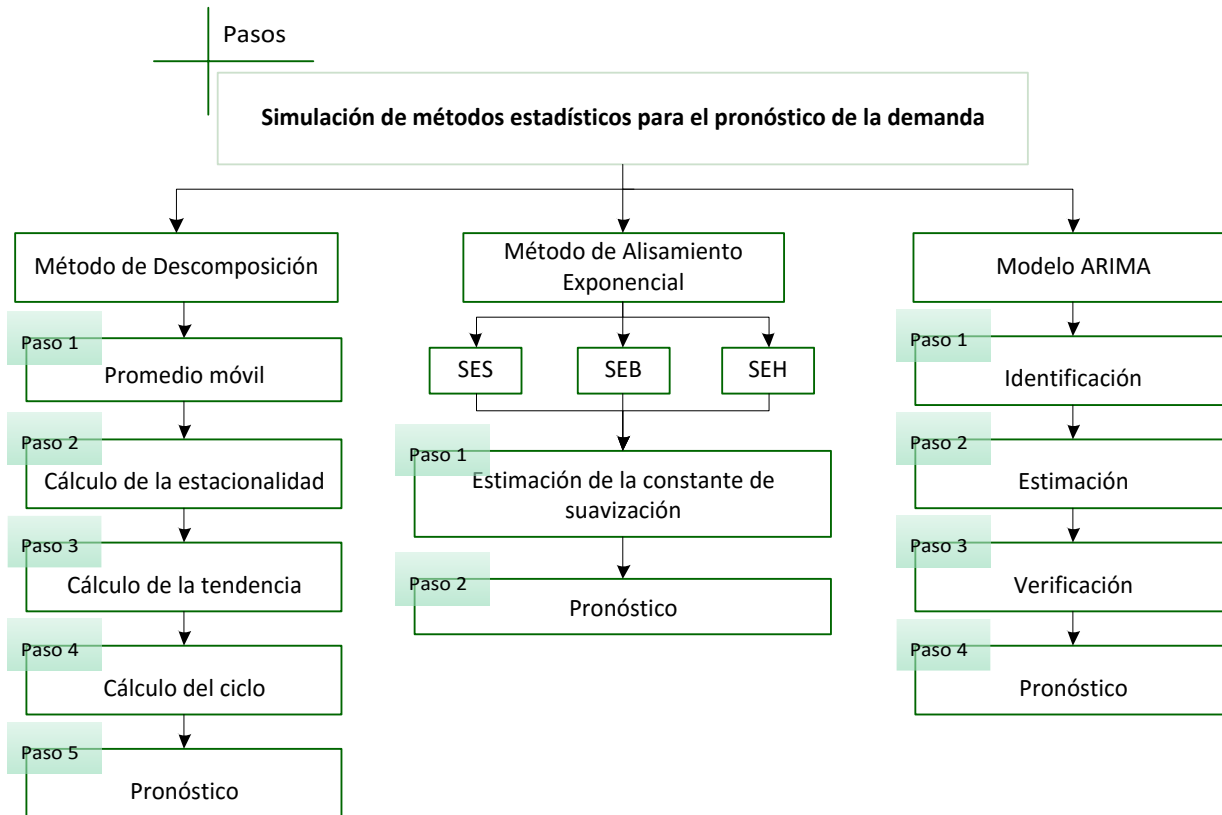 Pasos
Simulación de métodos estadísticos para el pronóstico de la demanda
Método de Descomposición
Paso 1
Promedio móvil
Paso 2
Cálculo de la estacionalidad
Paso 3
Cálculo de la tendencia
Paso 4
Cálculo del ciclo
Paso 5
Pronóstico
Método de Alisamiento
Exponencial
SES
SEB
SEH
Paso 1
Estimación de la constante de
suavización
Paso 2
Pronóstico
Modelo ARIMA
Paso 1
Identificación
Paso 2
Estimación
Paso 3
Verificación
Paso 4
Pronóstico